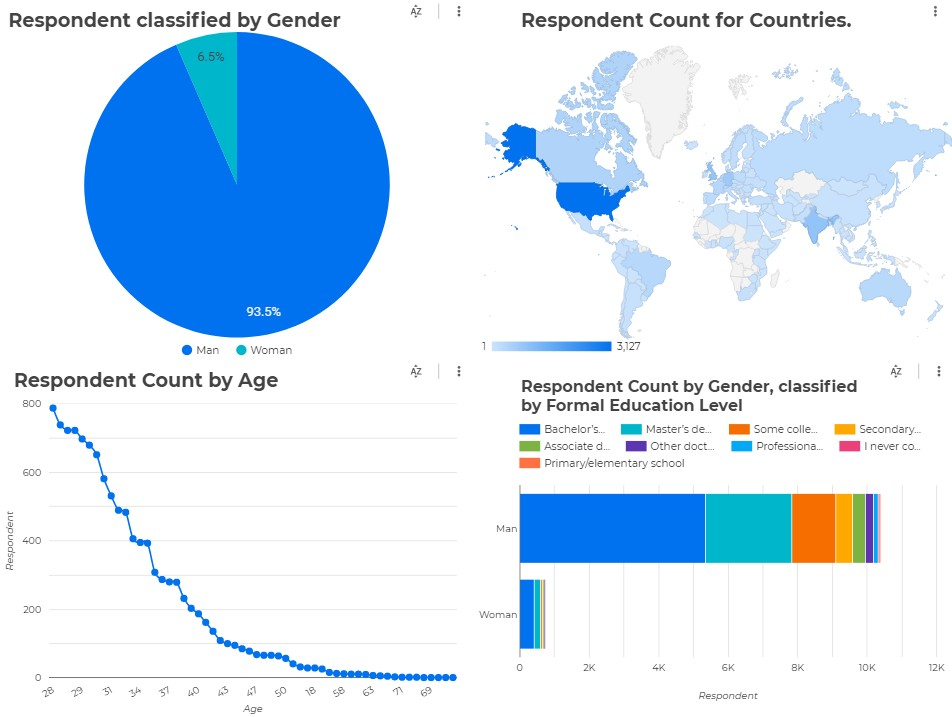 Respondent classified by Gender
6.5%
93.5%
Man
Woman
Respondent Count for Countries.
1
3,127
Respondent Count by Age
800
600
400
200
0
Respondent
28
29
31
34
37
40
43
47
50
18
58
63
71
69
Age
Respondent Count by Gender, classified
by Formal Education Level
Bachelor's...
Master's de...
Some colle...
Secondary...
Associate d...
Other doct...
Professiona...
I never co...
Primary/elementary school
Man
Woman
0
2K
4K
6K
8K
10K
12K
Respondent